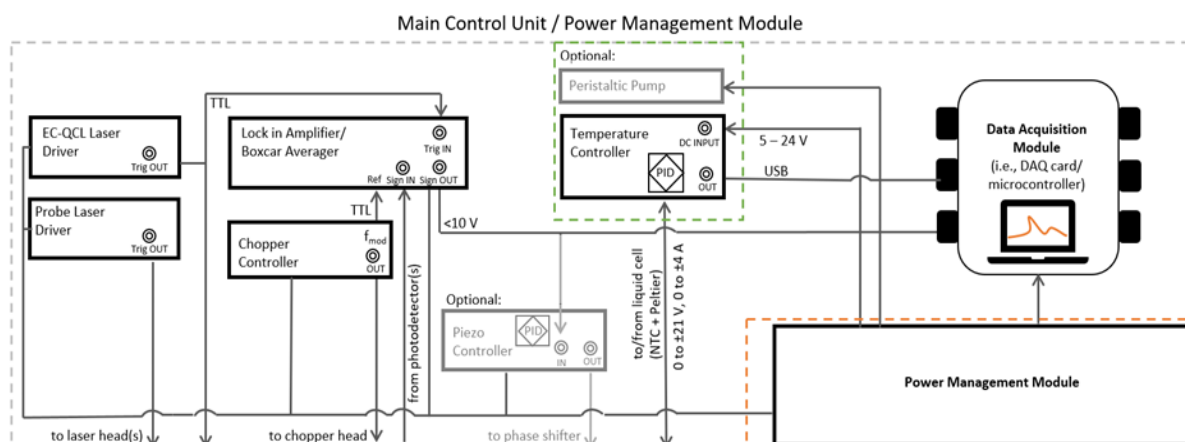 Main Control Unit / Power Management Module
Optional:
Peristaltic Pump
TTL
EC-QCL Laser
Driver
Trig OUT
Lock in Amplifier/
Boxcar Averager
Trig IN
Ref
Sign IN
Sign OUT
Temperature
Controller
DC INPUT
PID
OUT
5 – 24 V
USB
Data Acquisition
Module
(i.e., DAQ card/
microcontroller)
Probe Laser
Driver
Trig OUT
TTL
<10 V
Chopper
Controller
fmod
OUT
from photodetector(s)
Optional:
Piezo
Controller
PID
IN
OUT
to/from liquid cell
(NTC + Peltier)
0 to ±21 V, 0 to ±4 A
Power Management Module
to laser head(s)
to chopper head
to phase shifter